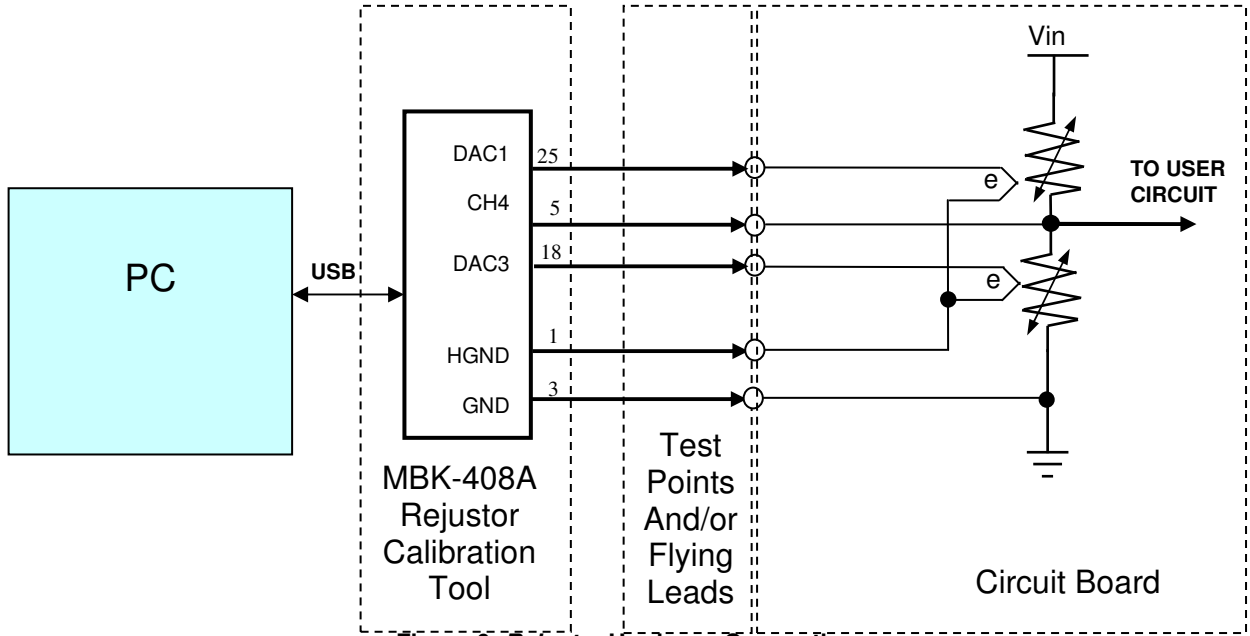 Vin
DAC1 25
TO USER
CIRCUIT
e
CH4 5
DAC3 18
e
PC
USB
HGND 1
GND 3
Test
Points
And/or
Flying
Leads
MBK-408A
Rejustor
Calibration
Tool
Circuit Board